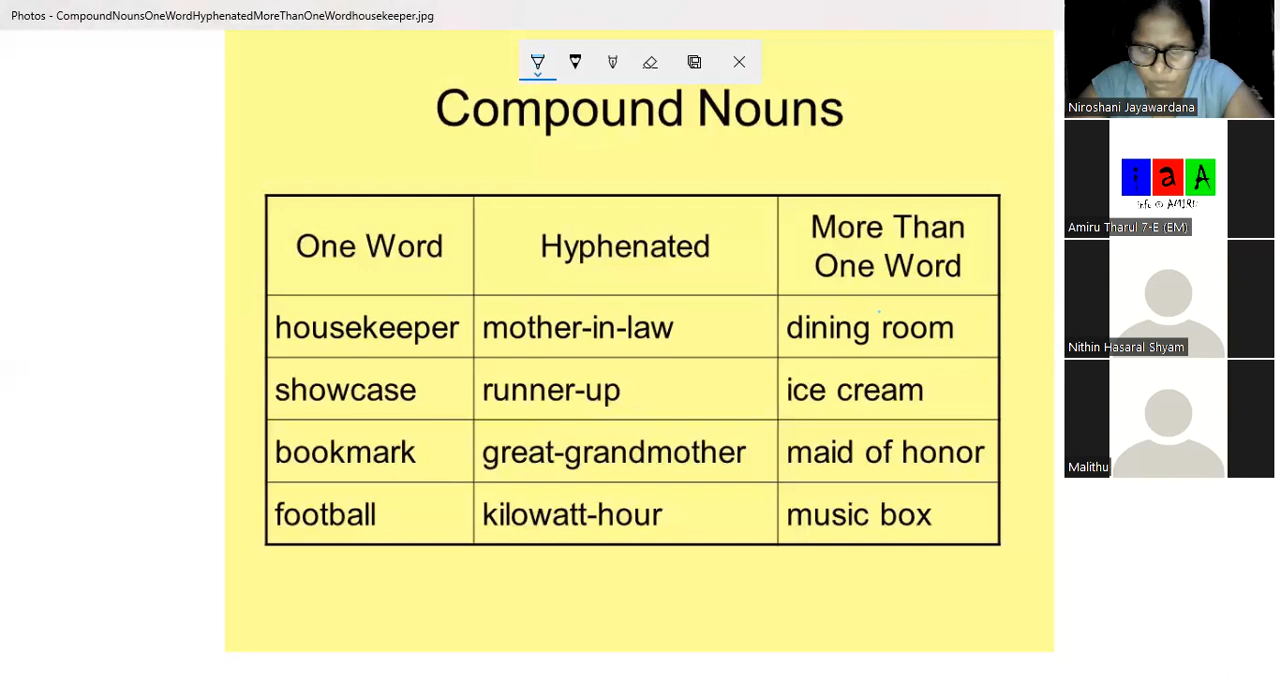 Photos - CompoundNounsOneWordHyphenatedMoreThanOneWordhousekeeper.jpg
Compound Nouns
One Word
Hyphenated
More Than
One Word
housekeeper
mother-in-law
dining room
showcase
runner-up
ice cream
bookmark
great-grandmother
maid of honor
football
kilowatt-hour
music box
Niroshani Jayawardana
i a A
info @ AMIRU
Amiru Tharul 7-E (EM)
Nithin Hasaral Shyam
Malithu